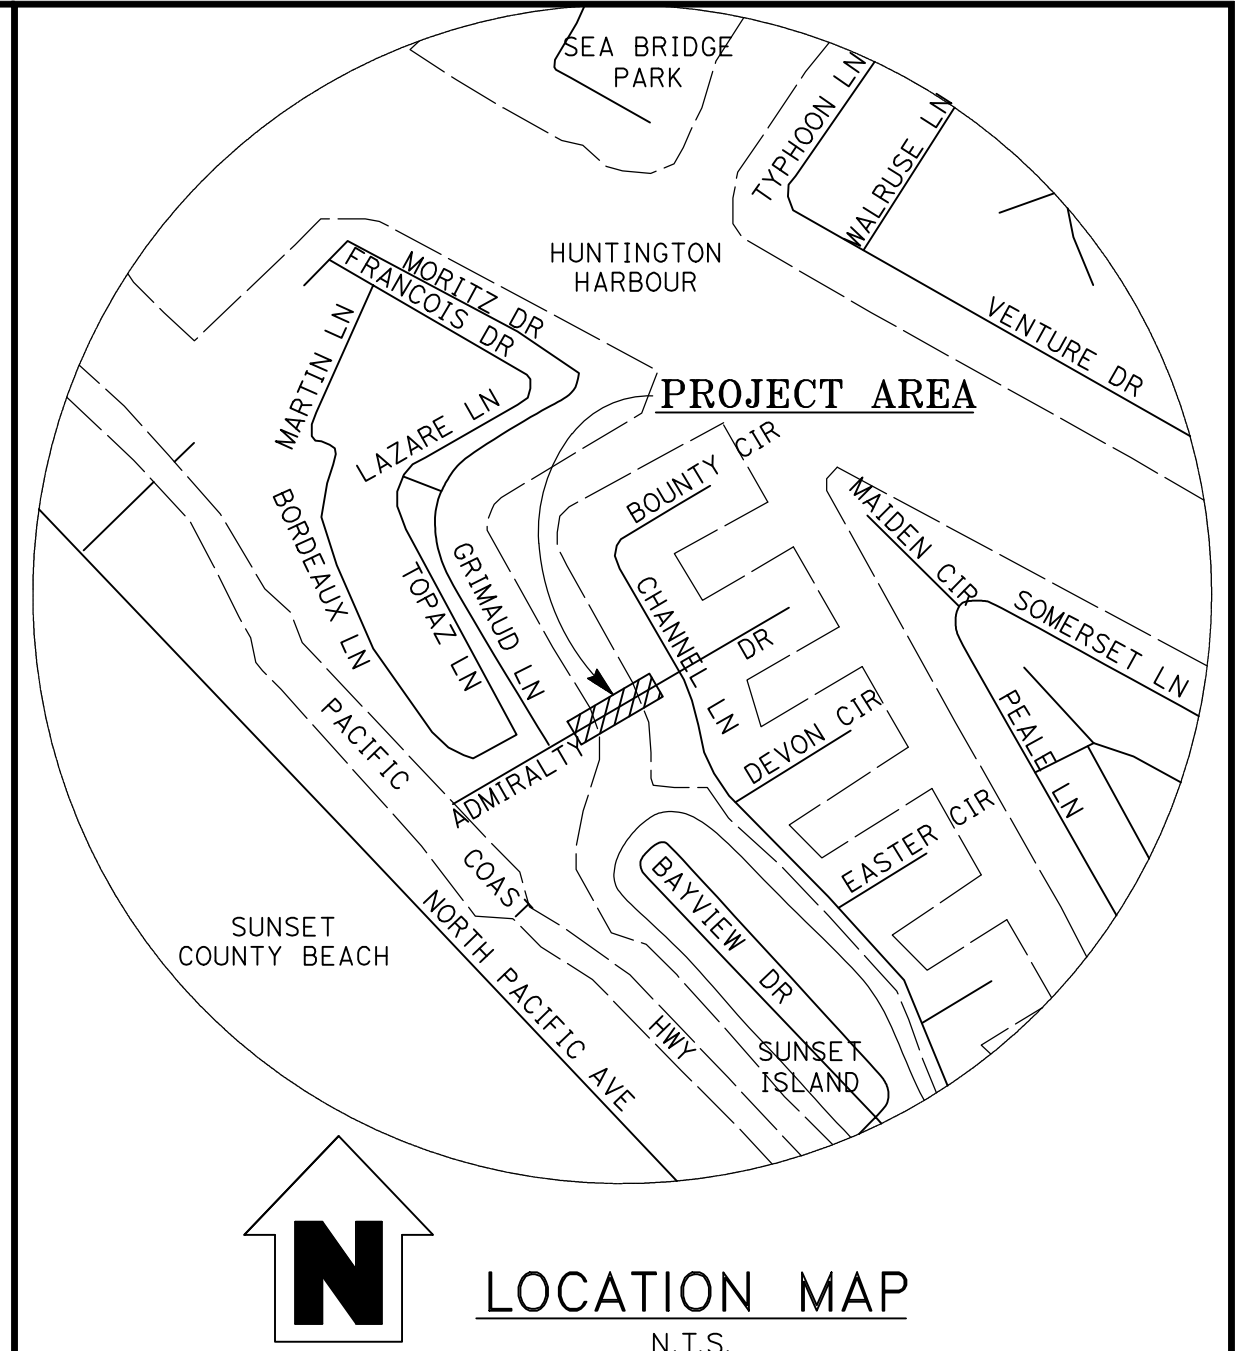 SEA BRIDGE
PARK
TYPHOON LN
WALRUSE LN
HUNTINGTON
HARBOUR
MORITZ DR
FRANCOIS DR
VENTURE DR
MARTIN LN
LAZARE LN
PROJECT AREA
BOUNTY CIR
MAIDEN CIR
BORDEAUX LN
TOPAZ LN
GRIMAUD LN
CHANNEL LN
SOMERSET LN
ADMIRALTY DR
DEVON CIR
PEALE LN
PACIFIC COAST HWY
EASTER CIR
BAYVIEW DR
NORTH PACIFIC AVE
SUNSET
COUNTY BEACH
SUNSET
ISLAND
N
LOCATION MAP
N.T.S.